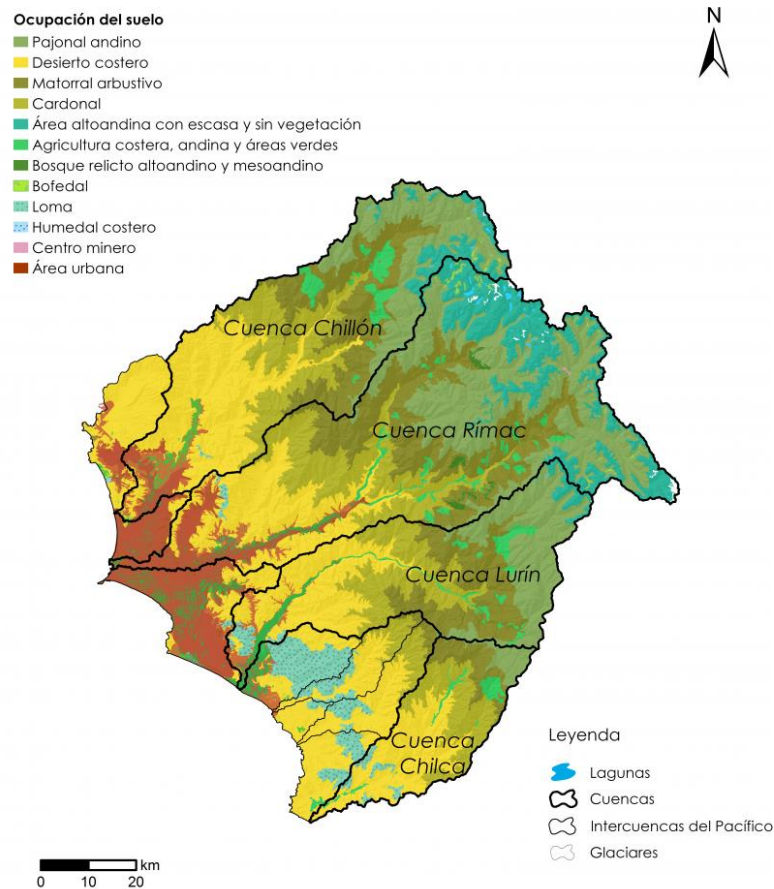 Ocupación del suelo
Pajonal andino
Desierto costero
Matorral arbustivo
Cardonal
Área altoandina con escasa y sin vegetación
Agricultura costera, andina y áreas verdes
Bosque relicto altoandino y mesoandino
Bofedal
Loma
Humedal costero
Centro minero
Área urbana
N
Cuenca Chillón
Cuenca Rímac
Cuenca Lurín
Cuenca
Chilca
Leyenda
Lagunas
Cuencas
Intercuencas del Pacífico
Glaciares
km
0 10 20